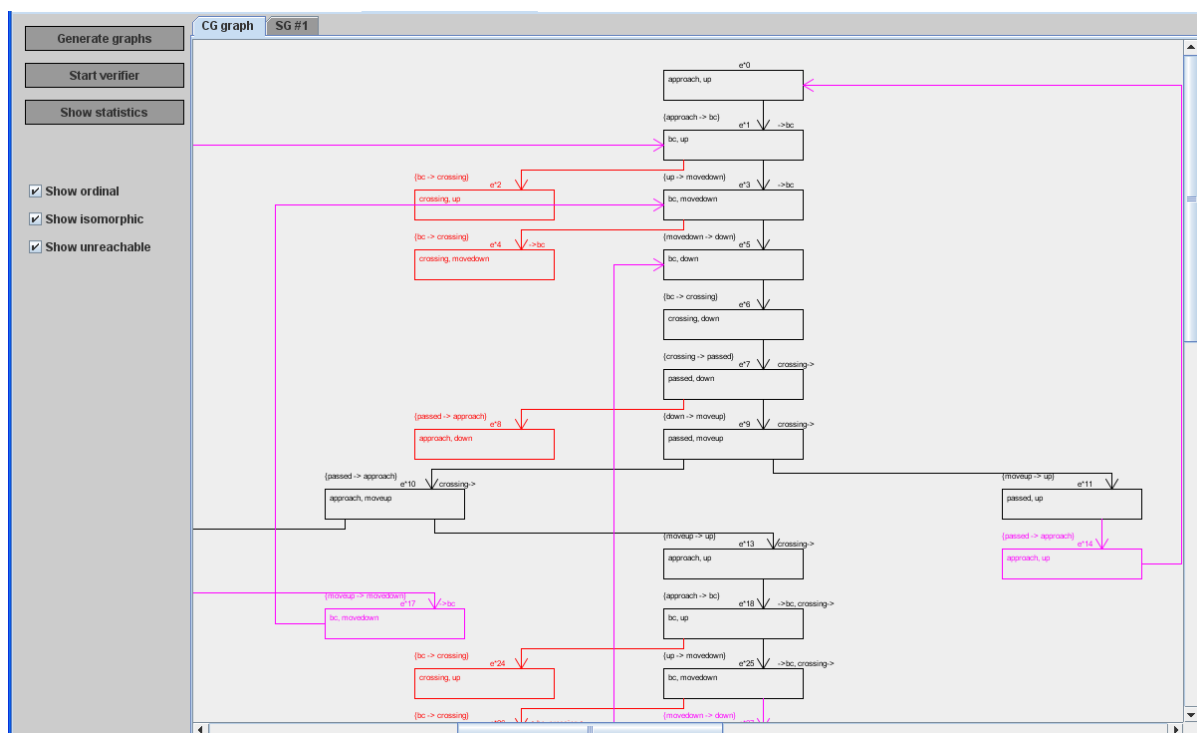 CG graph
SG #1
Generate graphs
Start verifier
Show statistics
Show ordinal
Show isomorphic
Show unreachable
e*0
approach, up
{approach -> bc}
e*1
->bc
bc, up
{bc -> crossing}
e*2
crossing, up
{up -> movedown}
e*3
->bc
bc, movedown
{bc -> crossing}
e*4
->bc
crossing, movedown
{movedown -> down}
e*5
bc, down
{bc -> crossing}
e*6
crossing, down
{crossing -> passed}
e*7
crossing->
passed, down
{passed -> approach}
e*8
approach, down
{down -> moveup}
e*9
crossing->
passed, moveup
{passed -> approach}
e*10
crossing->
approach, moveup
{moveup -> up}
e*11
passed, up
{moveup -> up}
e*13
crossing->
approach, up
{passed -> approach}
e*14
approach, up
{moveup -> movedown}
e*17
->bc
bc, movedown
{approach -> bc}
e*18
->bc, crossing->
bc, up
{bc -> crossing}
e*24
crossing, up
{up -> movedown}
e*25
->bc, crossing->
bc, movedown
{bc -> crossing}
{movedown -> down}